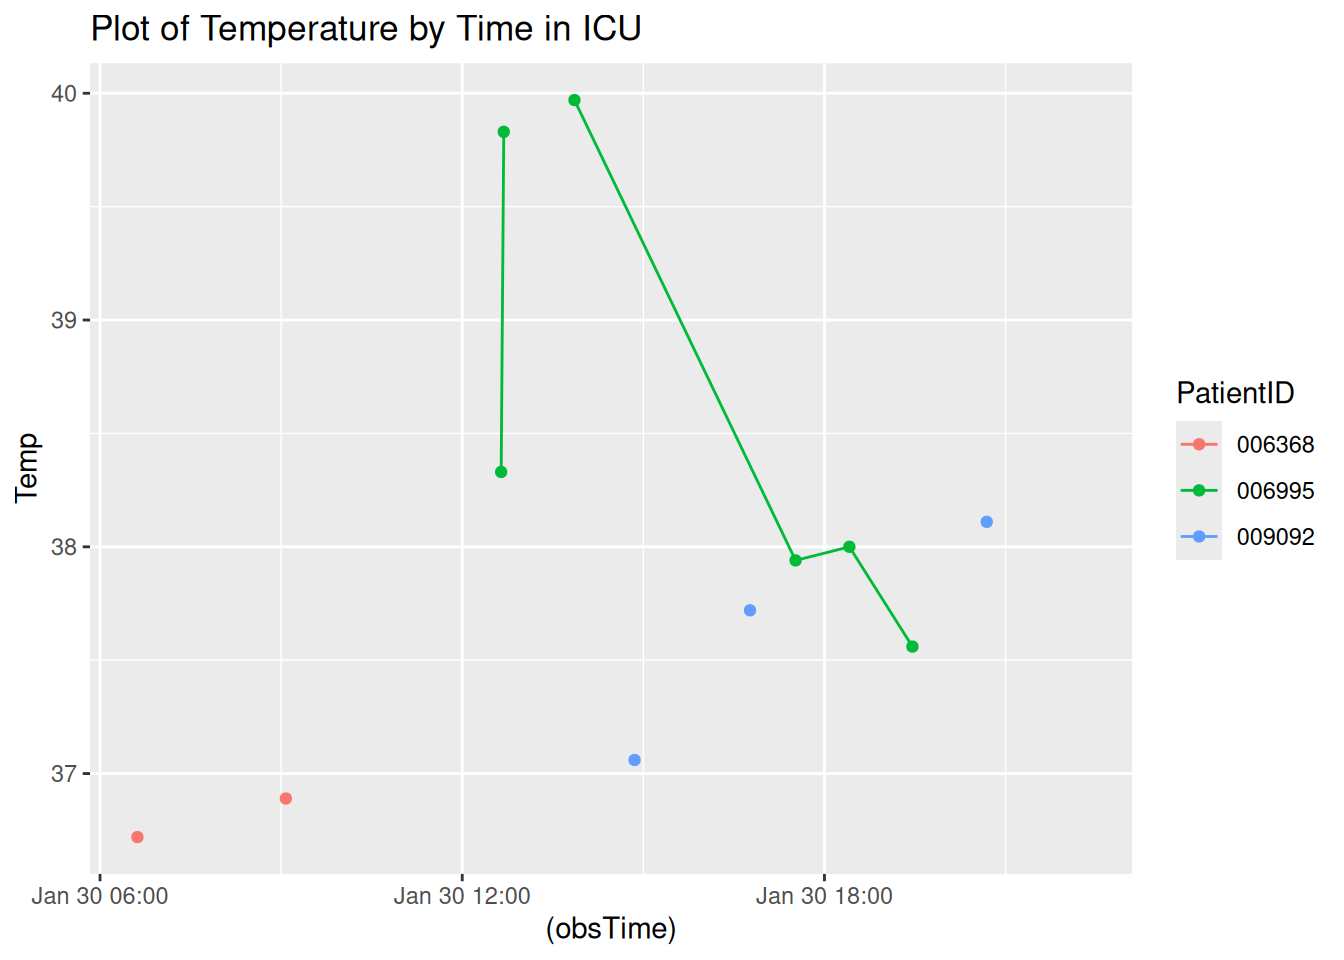 Plot of Temperature by Time in ICU
40
39
38
37
Temp
Jan 30 06:00
Jan 30 12:00
Jan 30 18:00
(obsTime)
PatientID
006368
006995
009092